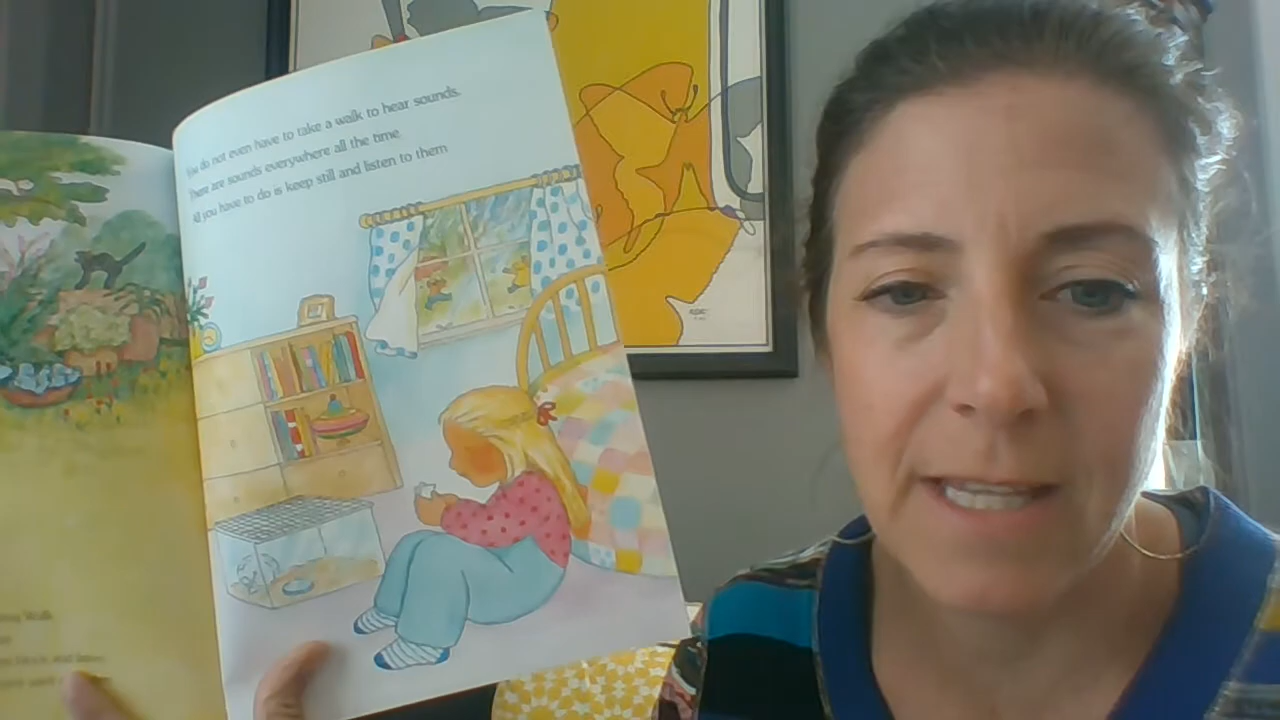 You do not even have to take a walk to hear sounds.
There are sounds everywhere all the time.
All you have to do is keep still and listen to them
Walk